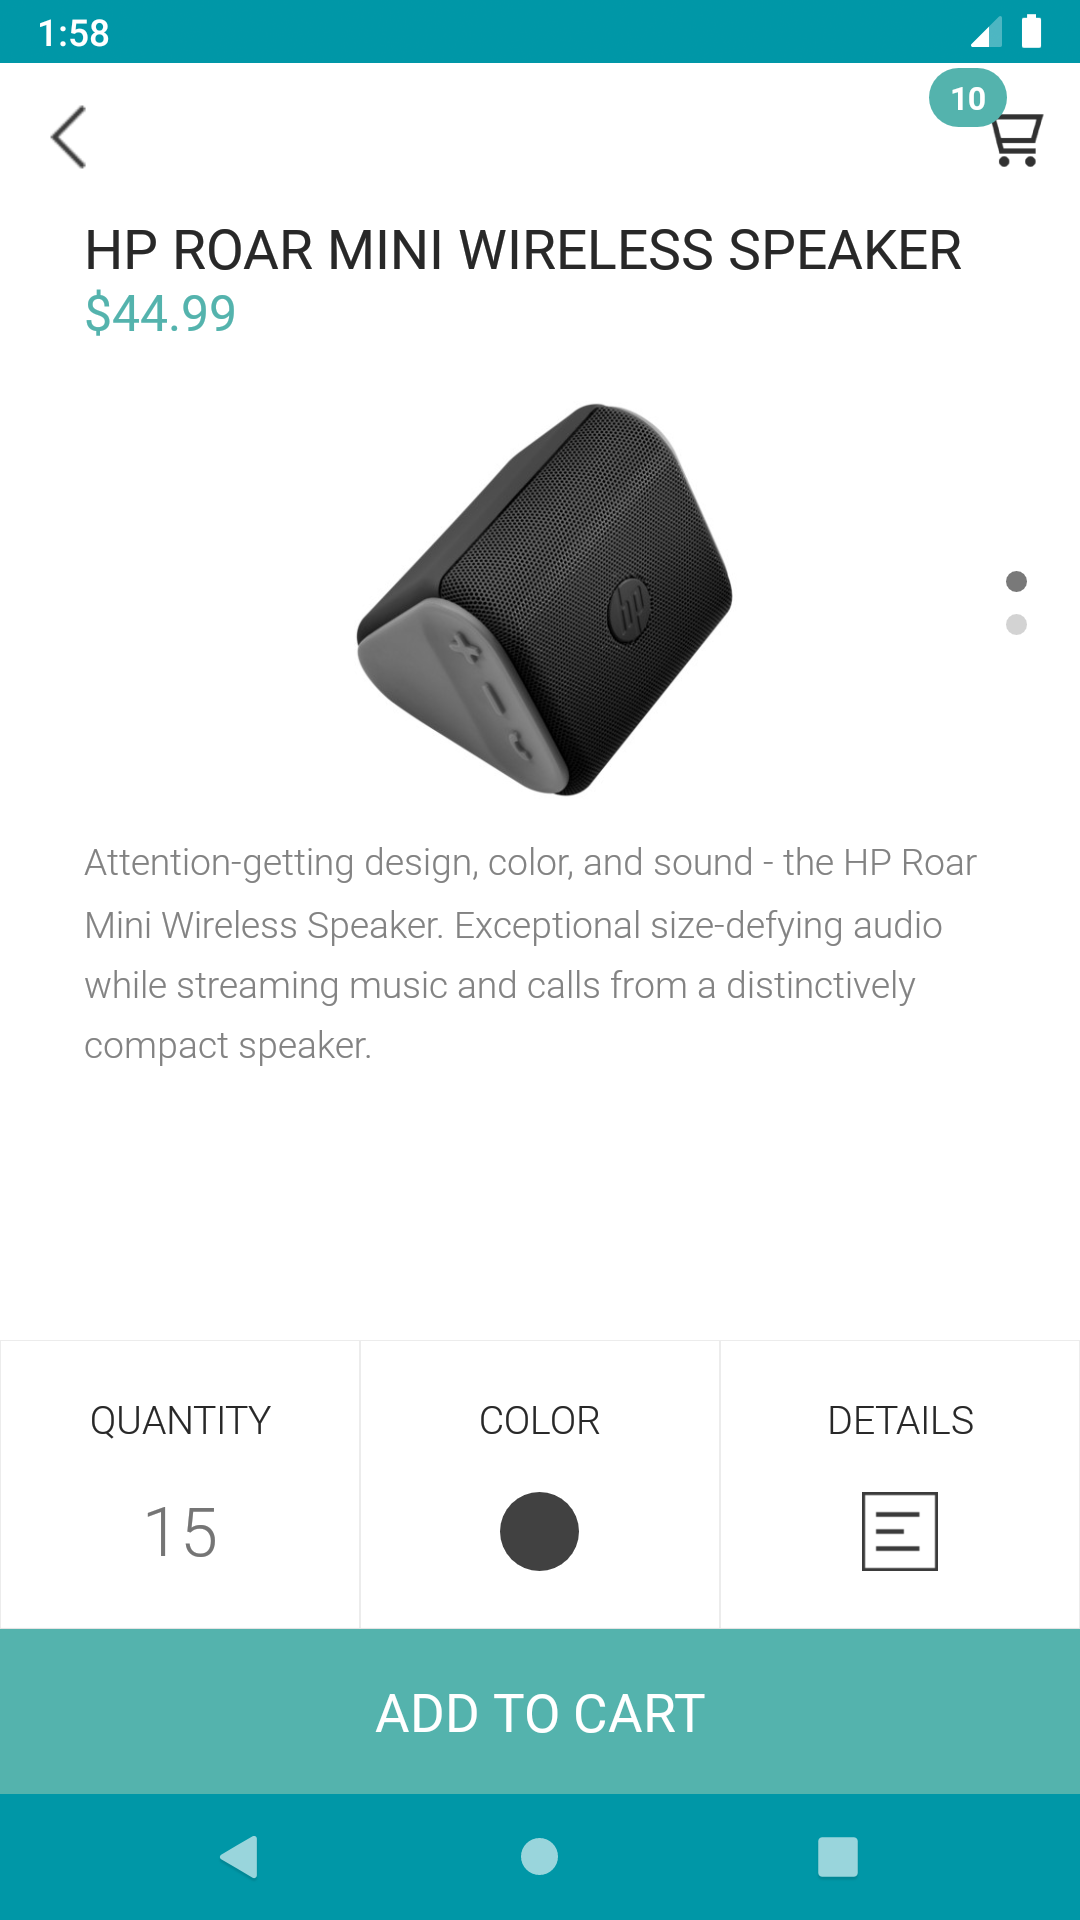 1:58
10
HP ROAR MINI WIRELESS SPEAKER
$44.99
hp
Attention-getting design, color, and sound - the HP Roar
Mini Wireless Speaker. Exceptional size-defying audio
while streaming music and calls from a distinctively
compact speaker.
QUANTITY
COLOR
DETAILS
15
ADD TO CART